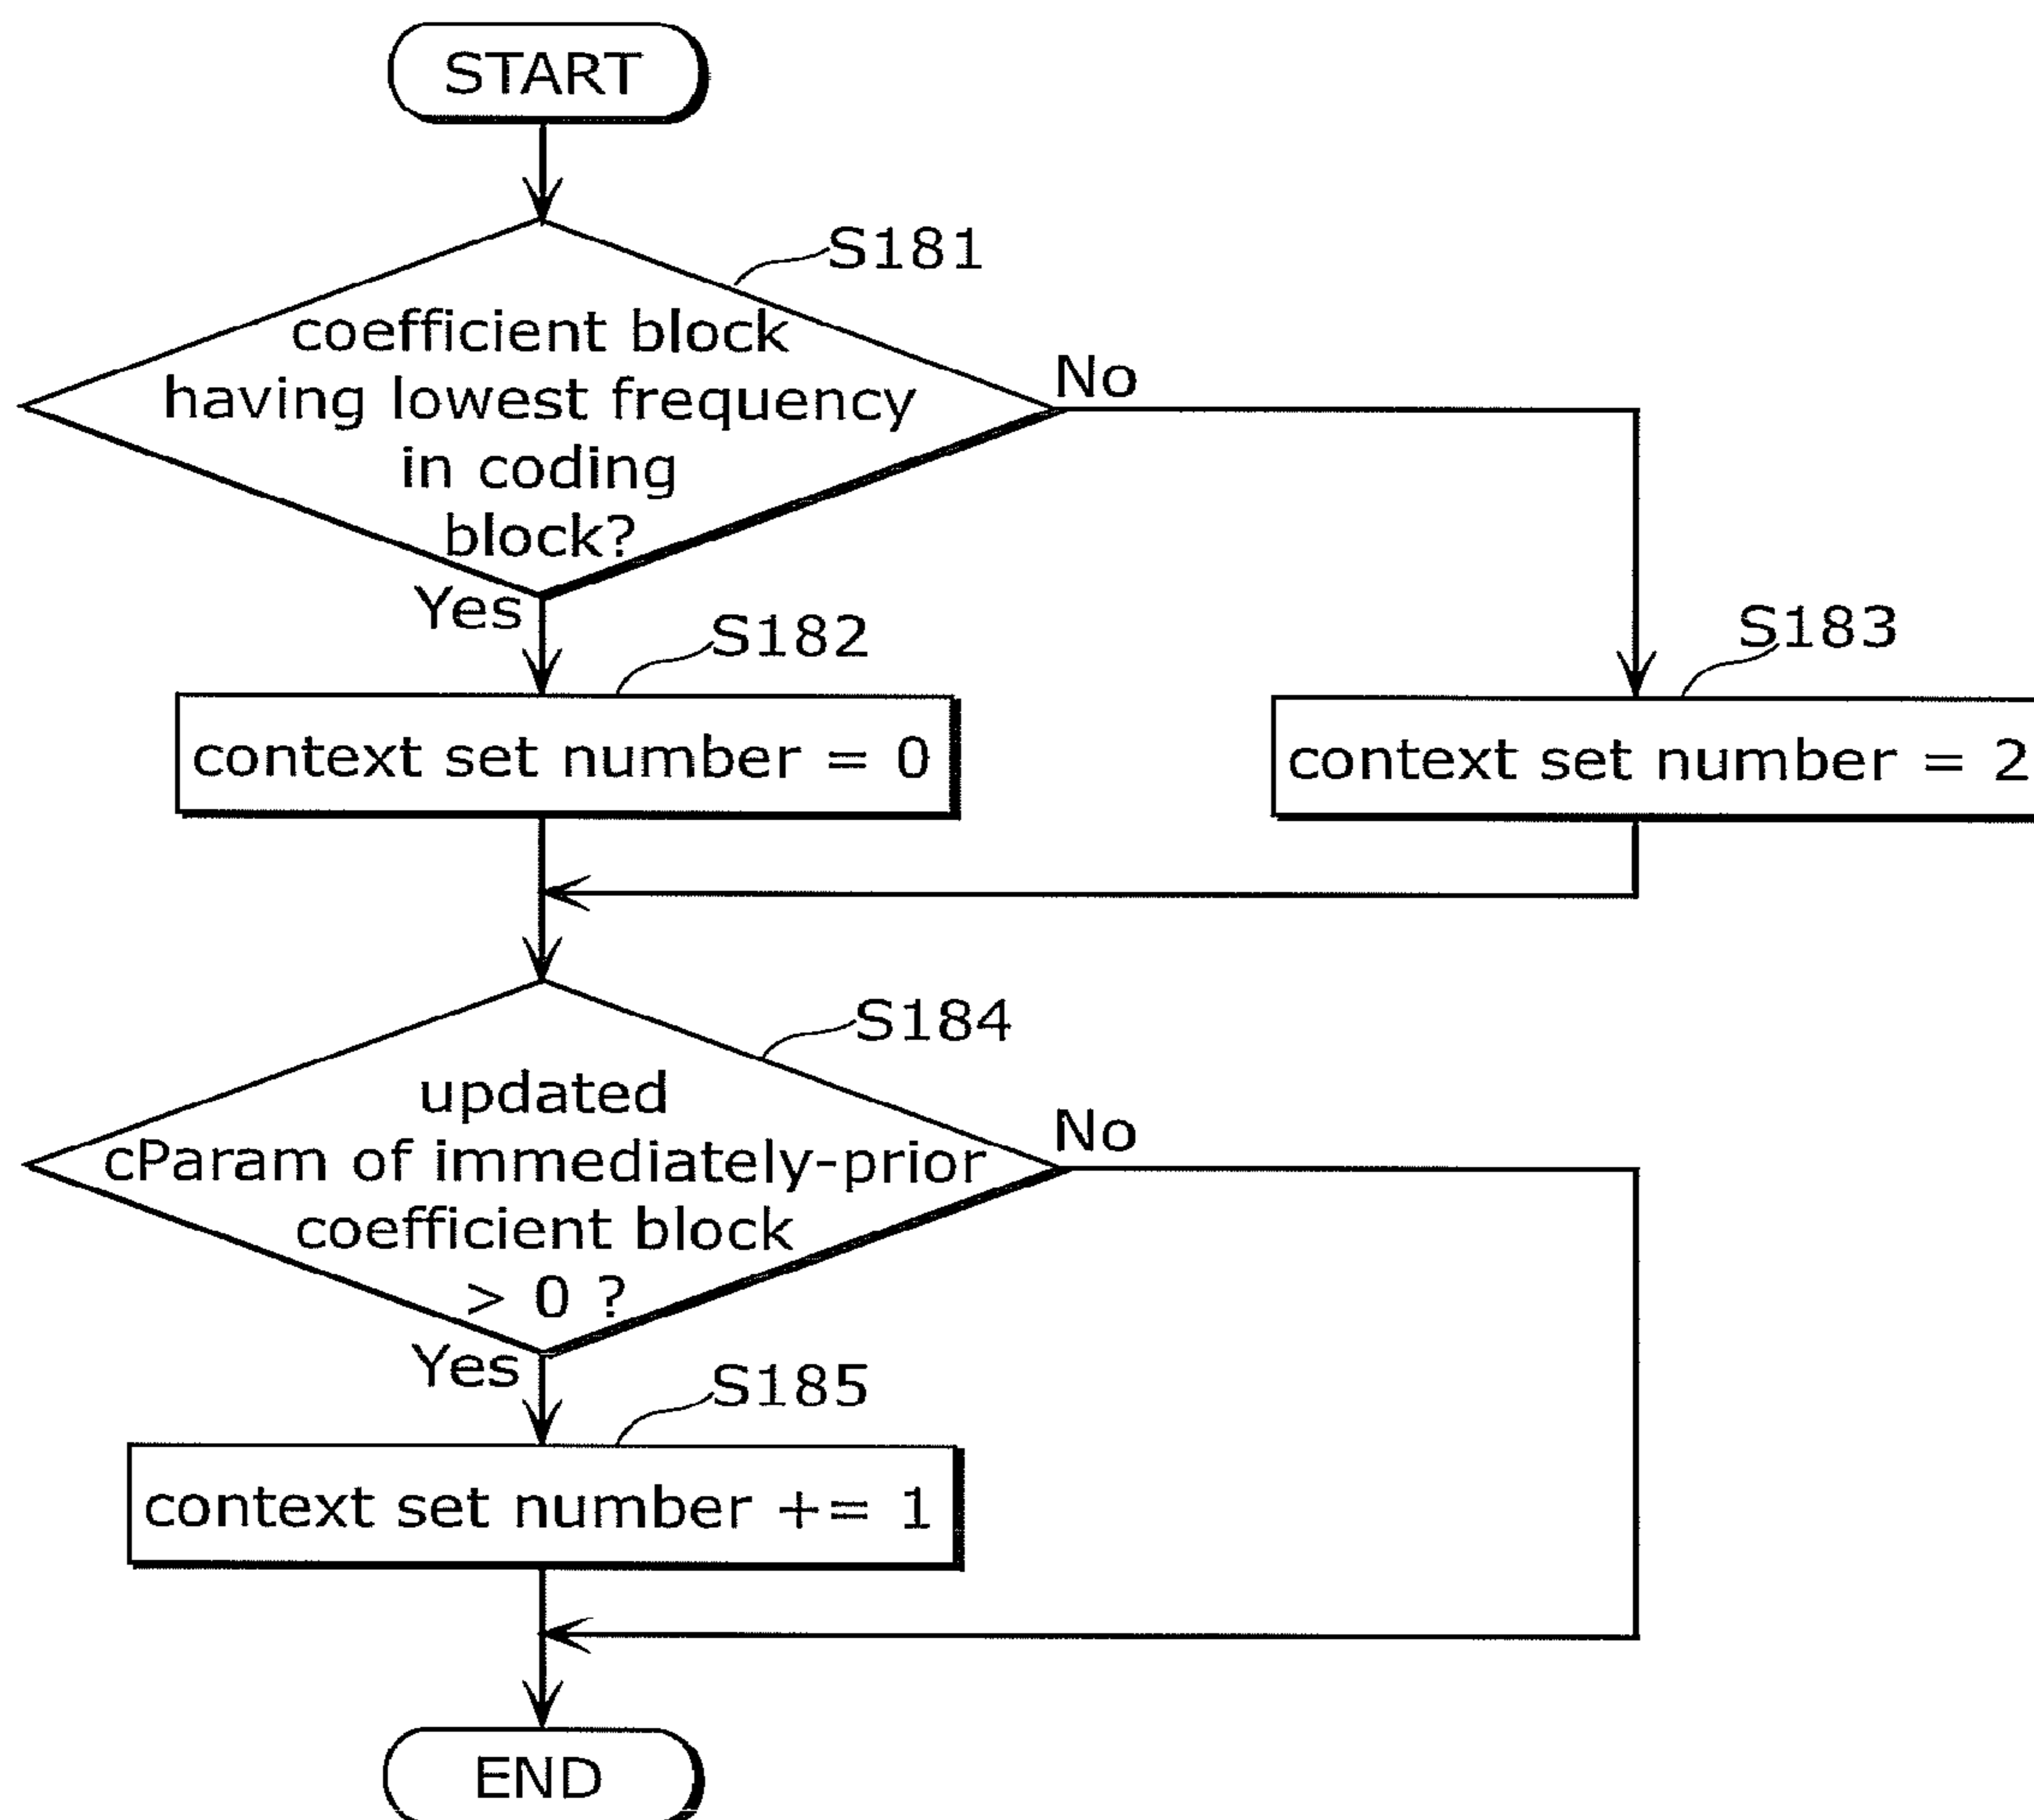 START
S181
coefficient block
having lowest frequency
in coding
block?
No
Yes
S182
S183
context set number = 0
context set number = 2
S184
updated
cParam of immediately-prior
coefficient block
> 0 ?
No
Yes
S185
context set number += 1
END